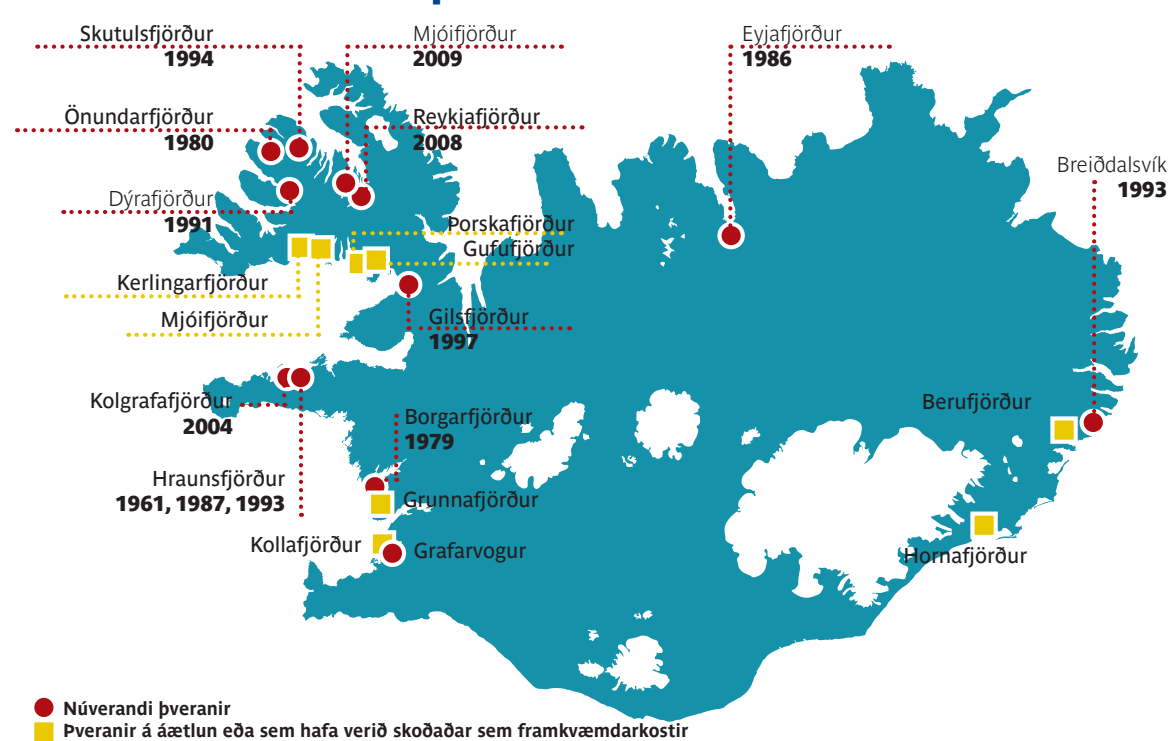 Skutulsfjörður
1994
Mjóifjörður
2009
Eyjafjörður
1986
Önundarfjörður
1980
Reykjafjörður
2008
Breiðdalsvík
1993
Dýrafjörður
1991
Þorskafjörður
Gufufjörður
Kerlingarfjörður
Mjóifjörður
Gilsfjörður
1997
Kolgrafafjörður
2004
Borgarfjörður
1979
Berufjörður
Hraunsfjörður
1961, 1987, 1993
Grunnafjörður
Kollafjörður
Grafarvogur
Hornafjörður
Núverandi þveranir
Þveranir á áætlun eða sem hafa verið skoðaðar sem framkvæmdarkostir